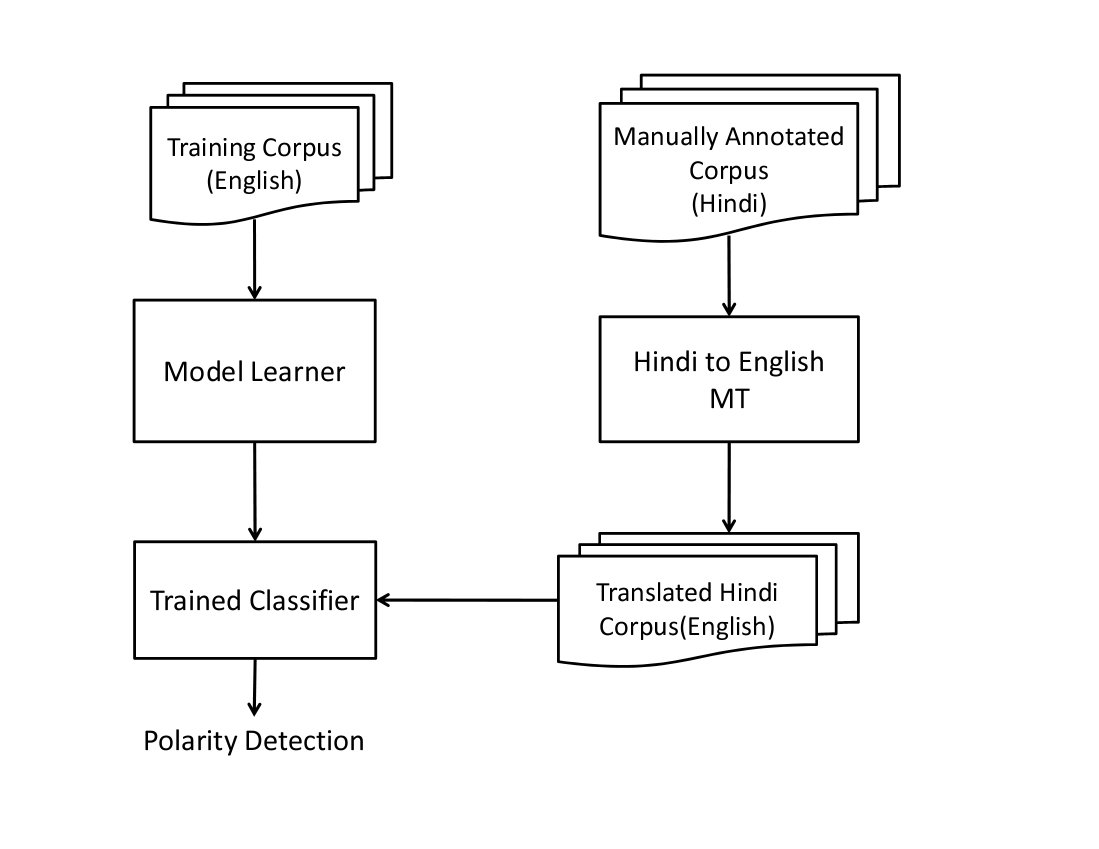 Training Corpus
(English)
Manually Annotated
Corpus
(Hindi)
Model Learner
Hindi to English
MT
Trained Classifier
Translated Hindi
Corpus(English)
Polarity Detection